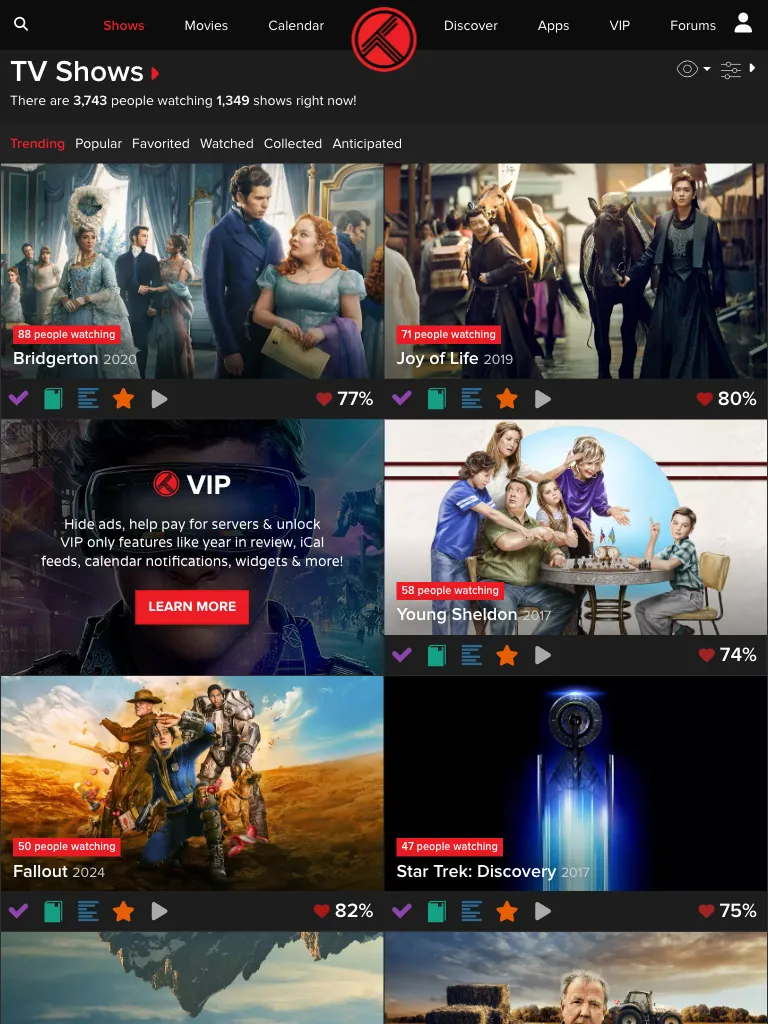 Shows Movies Calendar Discover Apps VIP Forums
TV Shows
There are 3,743 people watching 1,349 shows right now!
Trending Popular Favorited Watched Collected Anticipated
88 people watching
Bridgerton 2020
77%
71 people watching
Joy of Life 2019
80%
VIP
Hide ads, help pay for servers & unlock
VIP only features like year in review, iCal
feeds, calendar notifications, widgets & more!
LEARN MORE
58 people watching
Young Sheldon 2017
74%
50 people watching
Fallout 2024
82%
47 people watching
Star Trek: Discovery 2017
75%